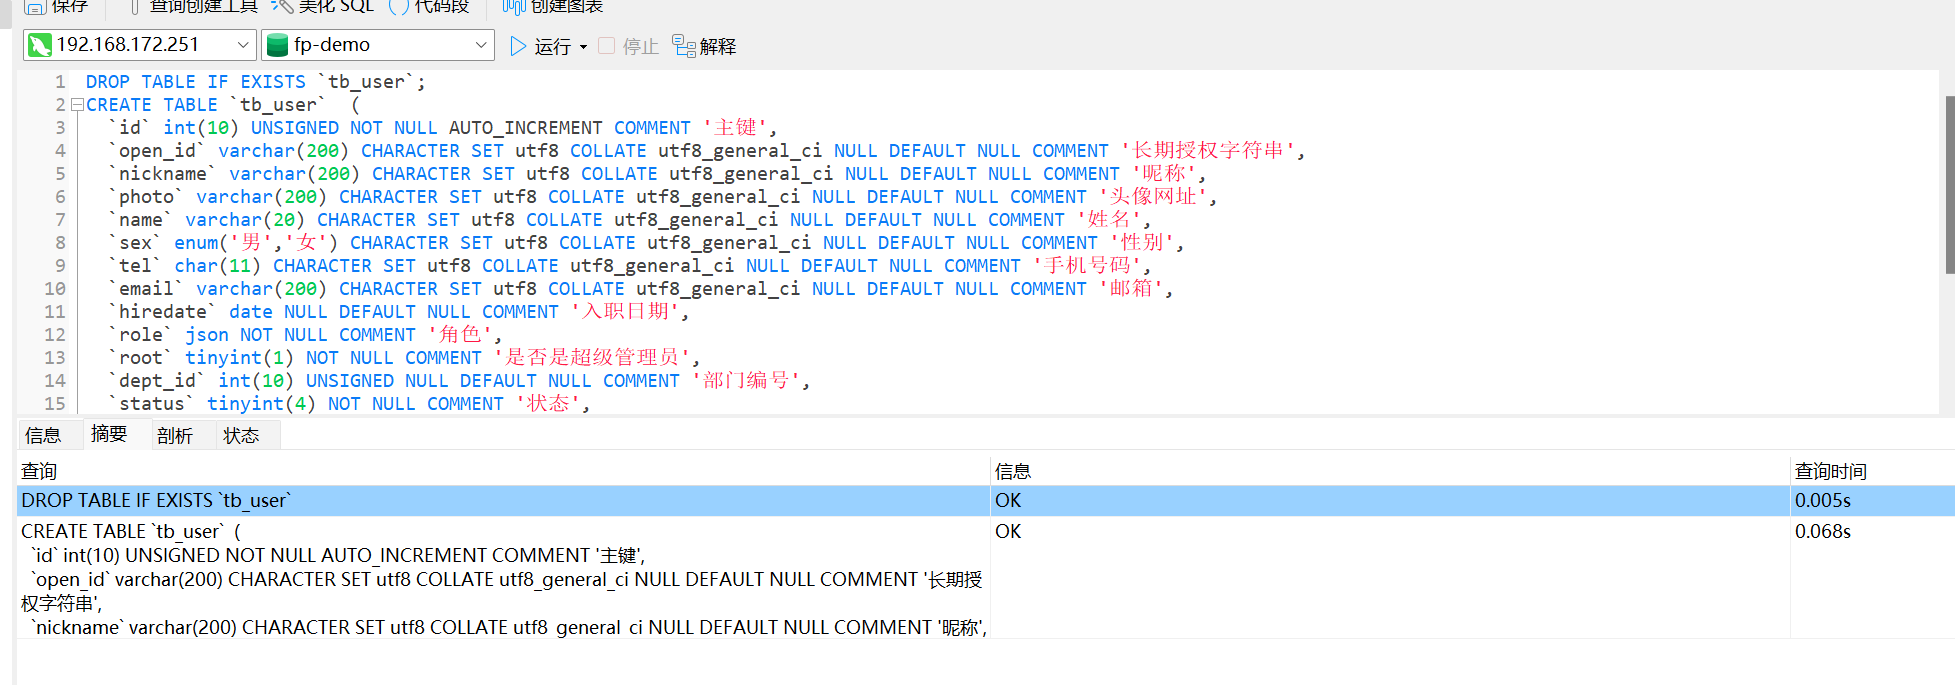 保存 查询创建工具 美化 SQL () 代码段 创建图表
192.168.172.251 fp-demo 运行 停止 解释
1 DROP TABLE IF EXISTS `tb_user`;
2 CREATE TABLE `tb_user`  (
3 `id` int(10) UNSIGNED NOT NULL AUTO_INCREMENT COMMENT '主键',
4 `open_id` varchar(200) CHARACTER SET utf8 COLLATE utf8_general_ci NULL DEFAULT NULL COMMENT '长期授权字符串',
5 `nickname` varchar(200) CHARACTER SET utf8 COLLATE utf8_general_ci NULL DEFAULT NULL COMMENT '昵称',
6 `photo` varchar(200) CHARACTER SET utf8 COLLATE utf8_general_ci NULL DEFAULT NULL COMMENT '头像网址',
7 `name` varchar(20) CHARACTER SET utf8 COLLATE utf8_general_ci NULL DEFAULT NULL COMMENT '姓名',
8 `sex` enum('男','女') CHARACTER SET utf8 COLLATE utf8_general_ci NULL DEFAULT NULL COMMENT '性别',
9 `tel` char(11) CHARACTER SET utf8 COLLATE utf8_general_ci NULL DEFAULT NULL COMMENT '手机号码',
10 `email` varchar(200) CHARACTER SET utf8 COLLATE utf8_general_ci NULL DEFAULT NULL COMMENT '邮箱',
11 `hiredate` date NULL DEFAULT NULL COMMENT '入职日期',
12 `role` json NOT NULL COMMENT '角色',
13 `root` tinyint(1) NOT NULL COMMENT '是否是超级管理员',
14 `dept_id` int(10) UNSIGNED NULL DEFAULT NULL COMMENT '部门编号',
15 `status` tinyint(4) NOT NULL COMMENT '状态',
信息 摘要 剖析 状态
查询 信息 查询时间
DROP TABLE IF EXISTS `tb_user` OK 0.005s
CREATE TABLE `tb_user`  ( OK 0.068s
`id` int(10) UNSIGNED NOT NULL AUTO_INCREMENT COMMENT '主键',
`open_id` varchar(200) CHARACTER SET utf8 COLLATE utf8_general_ci NULL DEFAULT NULL COMMENT '长期授
权字符串',
`nickname` varchar(200) CHARACTER SET utf8 COLLATE utf8_general_ci NULL DEFAULT NULL COMMENT '昵称',